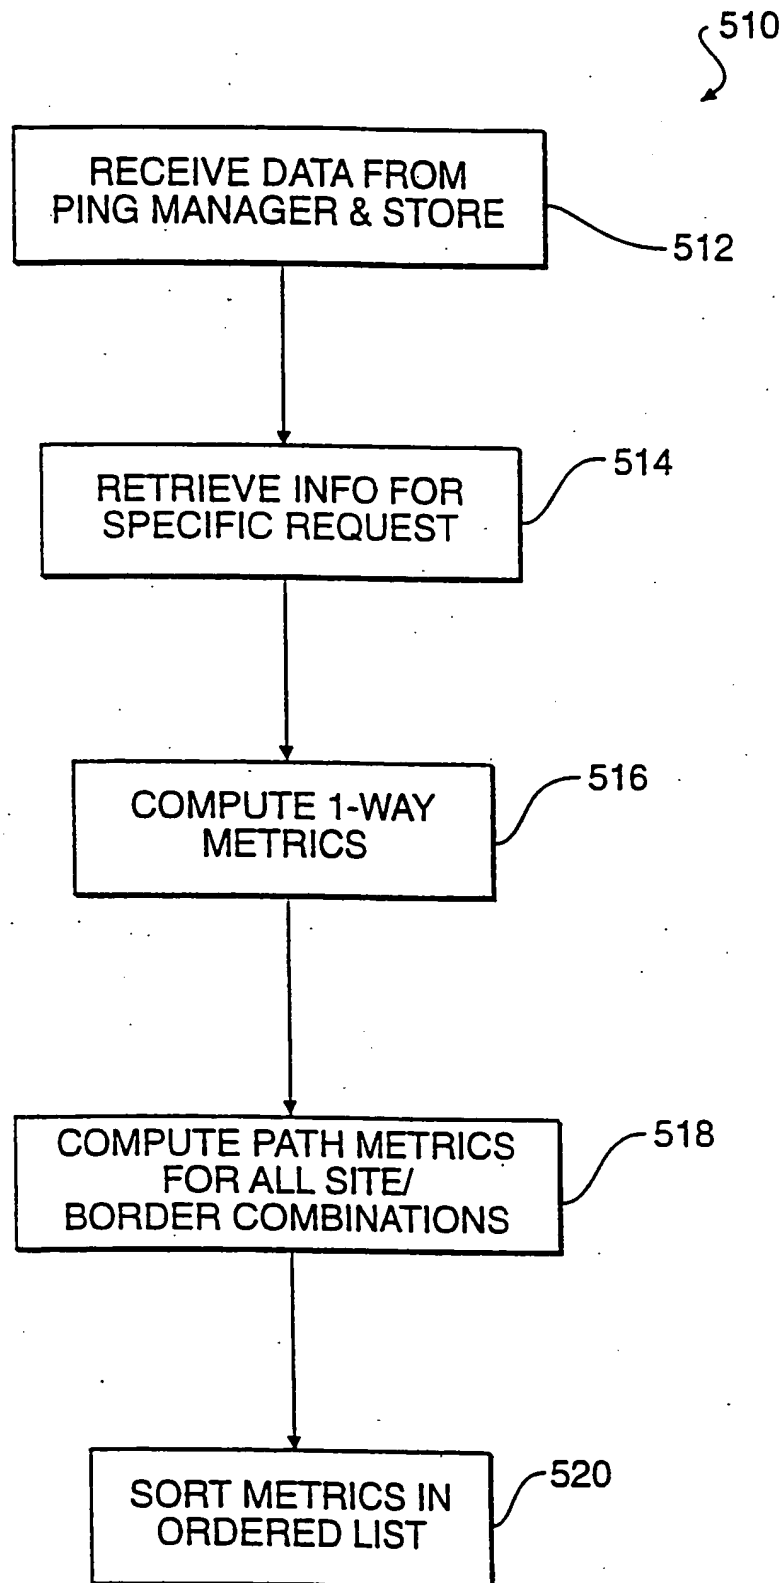 510
RECEIVE DATA FROM
PING MANAGER & STORE
512
RETRIEVE INFO FOR
SPECIFIC REQUEST
514
COMPUTE 1-WAY
METRICS
516
COMPUTE PATH METRICS
FOR ALL SITE/
BORDER COMBINATIONS
518
SORT METRICS IN
ORDERED LIST
520